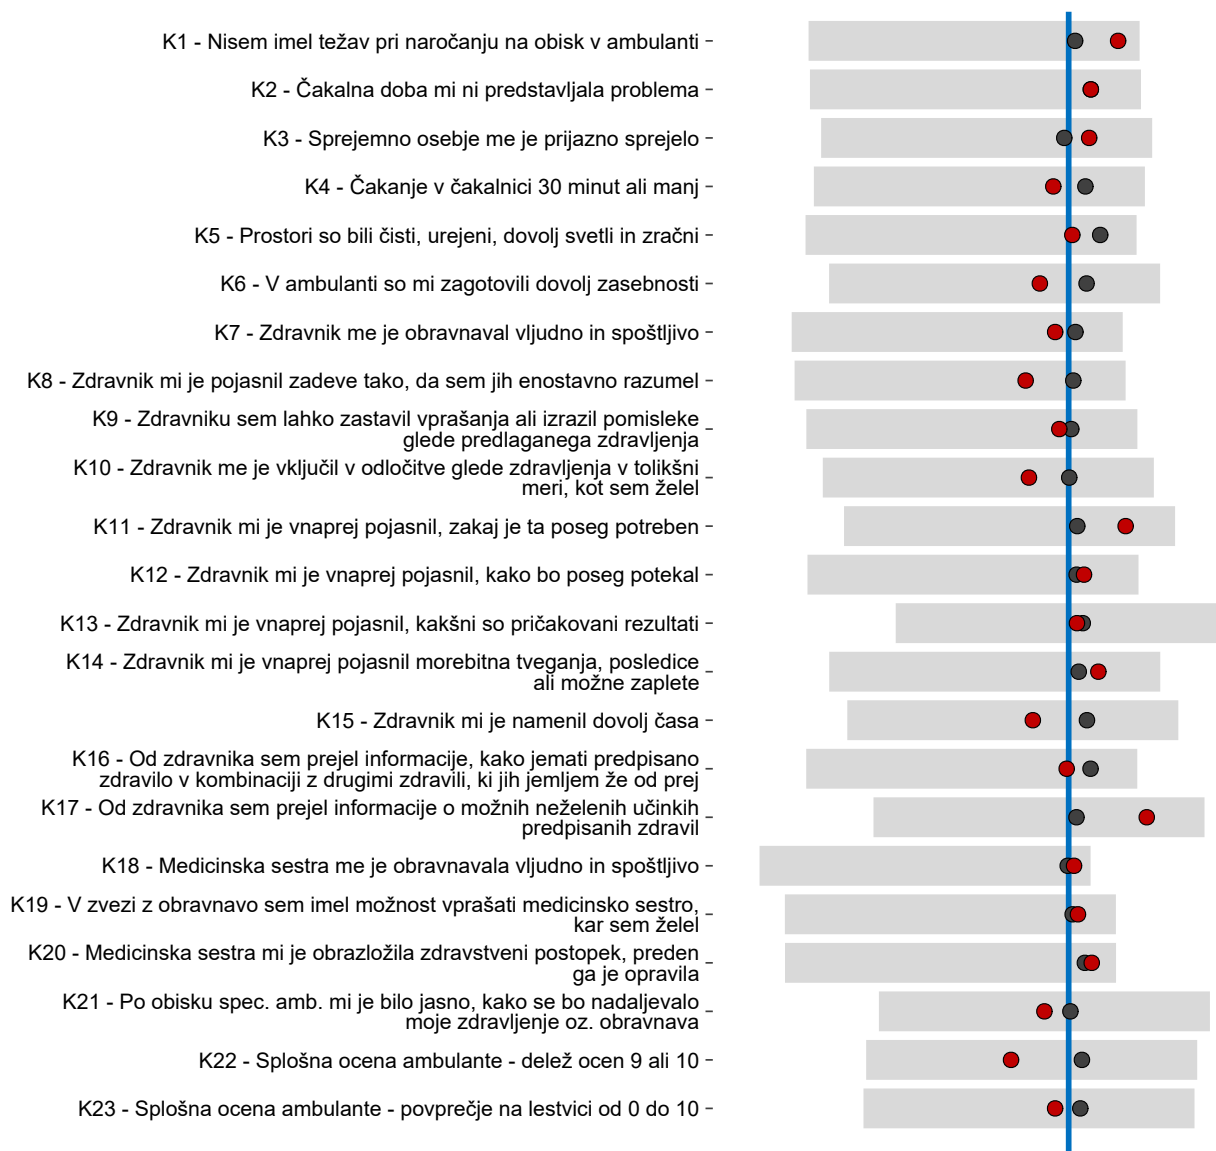 K1 - Nisem imel težav pri naročanju na obisk v ambulanti
K2 - Čakalna doba mi ni predstavljala problema
K3 - Sprejemno osebje me je prijazno sprejelo
K4 - Čakanje v čakalnici 30 minut ali manj
K5 - Prostori so bili čisti, urejeni, dovolj svetli in zračni
K6 - V ambulanti so mi zagotovili dovolj zasebnosti
K7 - Zdravnik me je obravnaval vljudno in spoštljivo
K8 - Zdravnik mi je pojasnil zadeve tako, da sem jih enostavno razumel
K9 - Zdravniku sem lahko zastavil vprašanja ali izrazil pomisleke
glede predlaganega zdravljenja
K10 - Zdravnik me je vključil v odločitve glede zdravljenja v tolikšni
meri, kot sem želel
K11 - Zdravnik mi je vnaprej pojasnil, zakaj je ta poseg potreben
K12 - Zdravnik mi je vnaprej pojasnil, kako bo poseg potekal
K13 - Zdravnik mi je vnaprej pojasnil, kakšni so pričakovani rezultati
K14 - Zdravnik mi je vnaprej pojasnil morebitna tveganja, posledice
ali možne zaplete
K15 - Zdravnik mi je namenil dovolj časa
K16 - Od zdravnika sem prejel informacije, kako jemati predpisano
zdravilo v kombinaciji z drugimi zdravili, ki jih jemljem že od prej
K17 - Od zdravnika sem prejel informacije o možnih neželenih učinkih
predpisanih zdravil
K18 - Medicinska sestra me je obravnavala vljudno in spoštljivo
K19 - V zvezi z obravnavo sem imel možnost vprašati medicinsko sestro,
kar sem želel
K20 - Medicinska sestra mi je obrazložila zdravstveni postopek, preden
ga je opravila
K21 - Po obisku spec. amb. mi je bilo jasno, kako se bo nadaljevalo
moje zdravljenje oz. obravnava
K22 - Splošna ocena ambulante - delež ocen 9 ali 10
K23 - Splošna ocena ambulante - povprečje na lestvici od 0 do 10